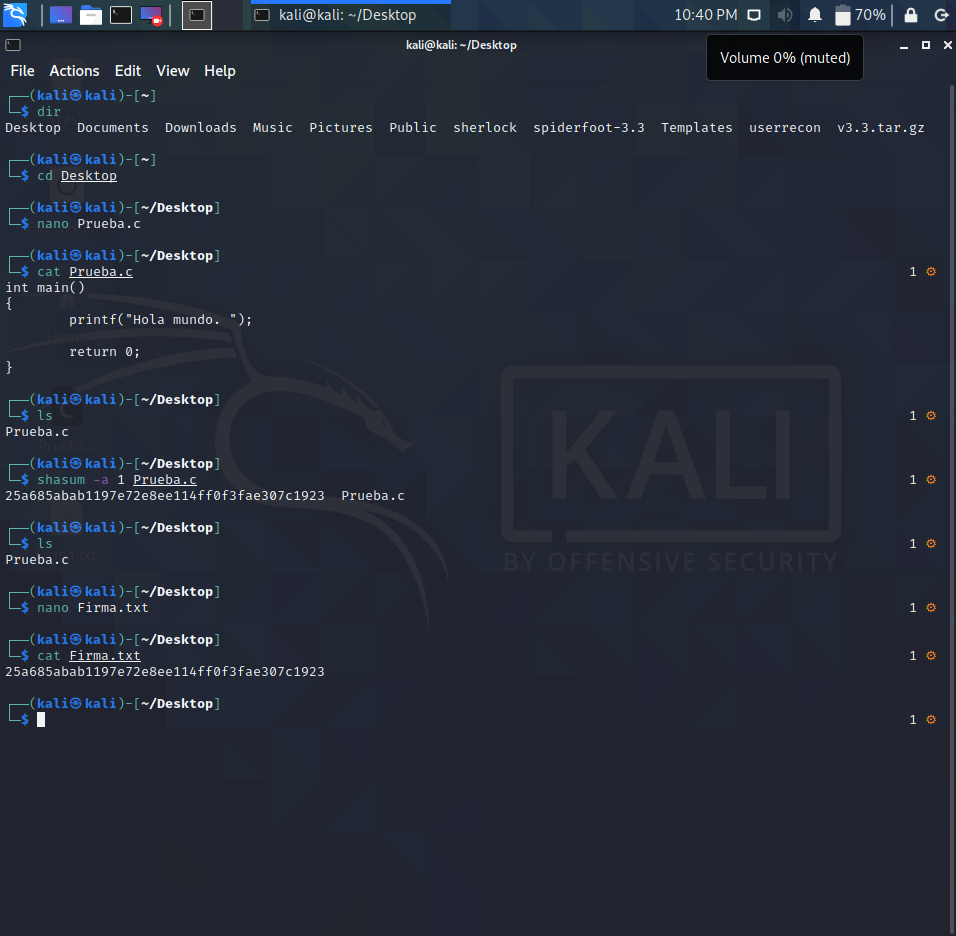 kali@kali: ~/Desktop
10:40 PM
70%
kali@kali: ~/Desktop
Volume 0% (muted)
File Actions Edit View Help
┌──(kali㉿kali)-[~]
└─$ dir
Desktop Documents Downloads Music Pictures Public sherlock spiderfoot-3.3 Templates userrecon v3.3.tar.gz
┌──(kali㉿kali)-[~]
└─$ cd Desktop
┌──(kali㉿kali)-[~/Desktop]
└─$ nano Prueba.c
┌──(kali㉿kali)-[~/Desktop]
└─$ cat Prueba.c 1 ⚙
int main()
{
printf("Hola mundo. ");
return 0;
}
┌──(kali㉿kali)-[~/Desktop]
└─$ ls 1 ⚙
Prueba.c
┌──(kali㉿kali)-[~/Desktop]
└─$ shasum -a 1 Prueba.c 1 ⚙
25a685abab1197e72e8ee114ff0f3fae307c1923 Prueba.c
┌──(kali㉿kali)-[~/Desktop]
└─$ ls 1 ⚙
Prueba.c
┌──(kali㉿kali)-[~/Desktop]
└─$ nano Firma.txt 1 ⚙
┌──(kali㉿kali)-[~/Desktop]
└─$ cat Firma.txt 1 ⚙
25a685abab1197e72e8ee114ff0f3fae307c1923
┌──(kali㉿kali)-[~/Desktop]
└─$ 1 ⚙
KALI
BY OFFENSIVE SECURITY